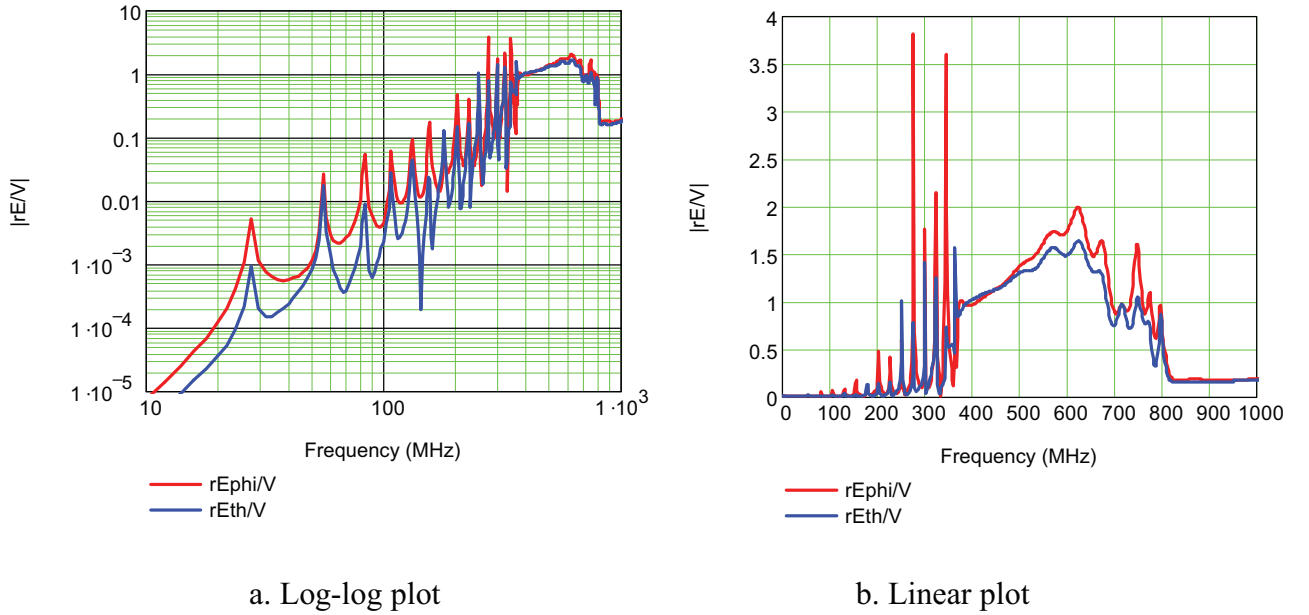 10
1
0.1
0.01
1·10⁻³
1·10⁻⁴
1·10⁻⁵
|rE/V|
10 100 1·10³
Frequency (MHz)
rEphi/V
rEth/V
a. Log-log plot
4
3.5
3
2.5
2
1.5
1
0.5
0
|rE/V|
0 100 200 300 400 500 600 700 800 900 1000
Frequency (MHz)
rEphi/V
rEth/V
b. Linear plot